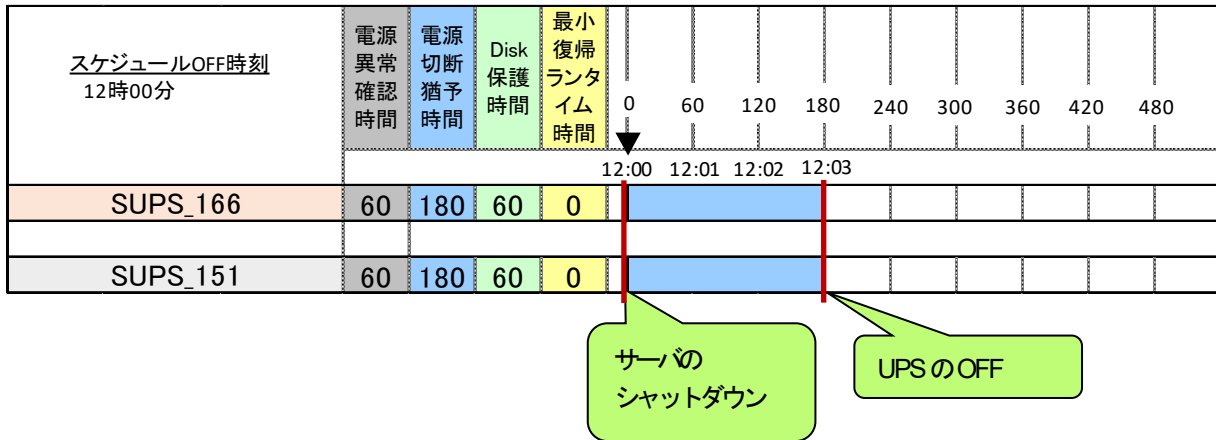 スケジュールOFF時刻
12時00分
電源
異常
確認
時間
電源
切断
猶予
時間
Disk
保護
時間
最小
復帰
ランタ
イム
時間
0 60 120 180 240 300 360 420 480
12:00 12:01 12:02 12:03
SUPS_166 60 180 60 0
SUPS_151 60 180 60 0
サーバの
シャットダウン
UPSのOFF